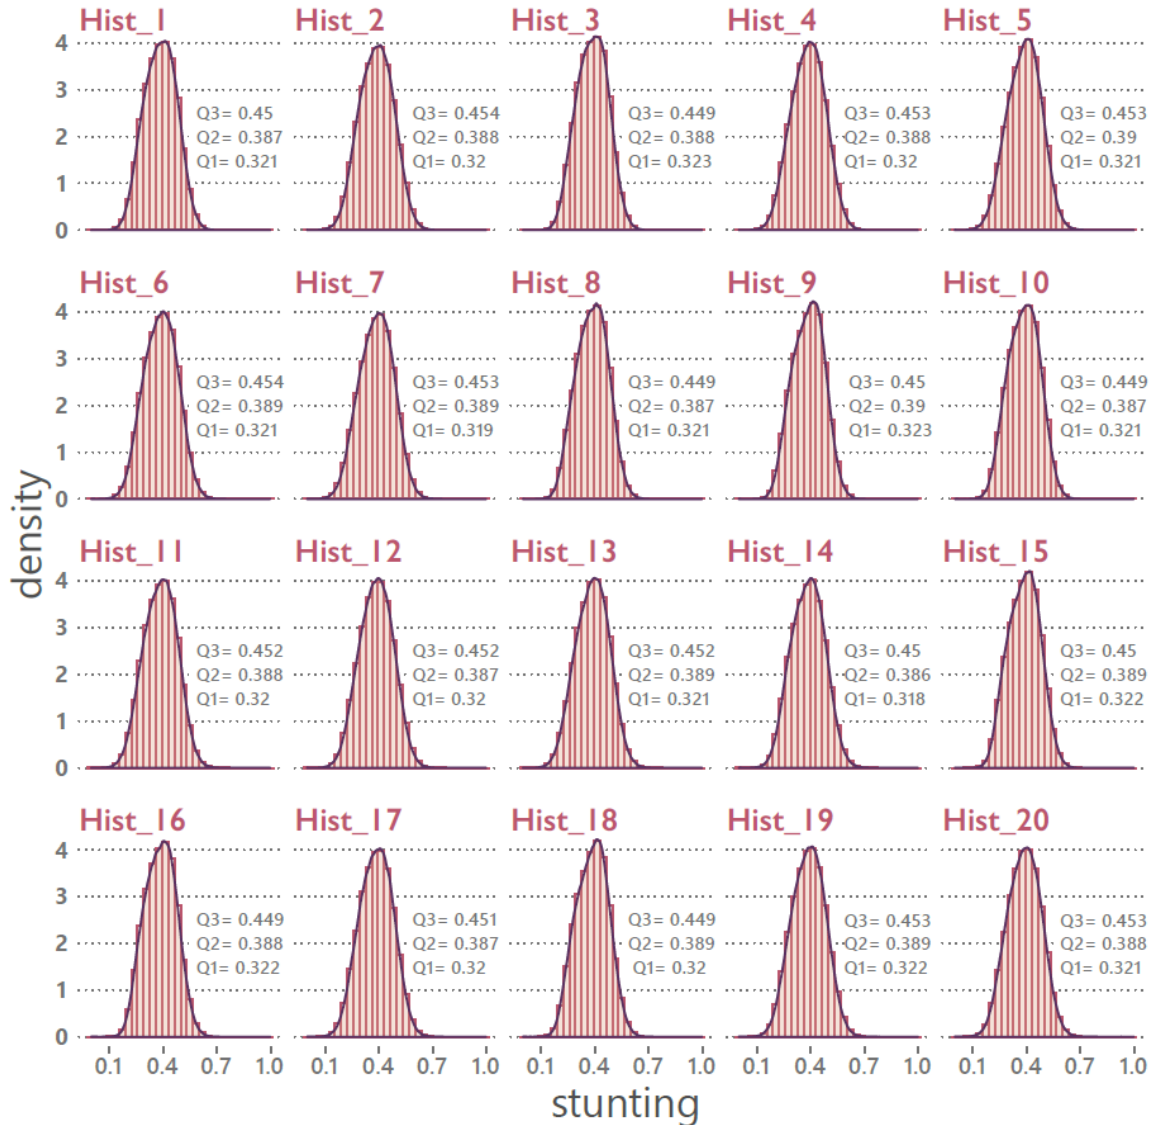 Hist_1 Hist_2 Hist_3 Hist_4 Hist_5
4
3
2
1
0
Q3= 0.45
Q2= 0.387
Q1= 0.321
Q3= 0.454
Q2= 0.388
Q1= 0.32
Q3= 0.449
Q2= 0.388
Q1= 0.323
Q3= 0.453
Q2= 0.388
Q1= 0.32
Q3= 0.453
Q2= 0.39
Q1= 0.321
Hist_6 Hist_7 Hist_8 Hist_9 Hist_10
4
3
2
1
0
Q3= 0.454
Q2= 0.389
Q1= 0.321
Q3= 0.453
Q2= 0.389
Q1= 0.319
Q3= 0.449
Q2= 0.387
Q1= 0.321
Q3= 0.45
Q2= 0.39
Q1= 0.323
Q3= 0.449
Q2= 0.387
Q1= 0.321
density
Hist_11 Hist_12 Hist_13 Hist_14 Hist_15
4
3
2
1
0
Q3= 0.452
Q2= 0.388
Q1= 0.32
Q3= 0.452
Q2= 0.387
Q1= 0.32
Q3= 0.452
Q2= 0.389
Q1= 0.321
Q3= 0.45
Q2= 0.386
Q1= 0.318
Q3= 0.45
Q2= 0.389
Q1= 0.322
Hist_16 Hist_17 Hist_18 Hist_19 Hist_20
4
3
2
1
0
Q3= 0.449
Q2= 0.388
Q1= 0.322
Q3= 0.451
Q2= 0.387
Q1= 0.32
Q3= 0.449
Q2= 0.389
Q1= 0.32
Q3= 0.453
Q2= 0.389
Q1= 0.322
Q3= 0.453
Q2= 0.388
Q1= 0.321
0.1 0.4 0.7 1.0 0.1 0.4 0.7 1.0 0.1 0.4 0.7 1.0 0.1 0.4 0.7 1.0 0.1 0.4 0.7 1.0
stunting